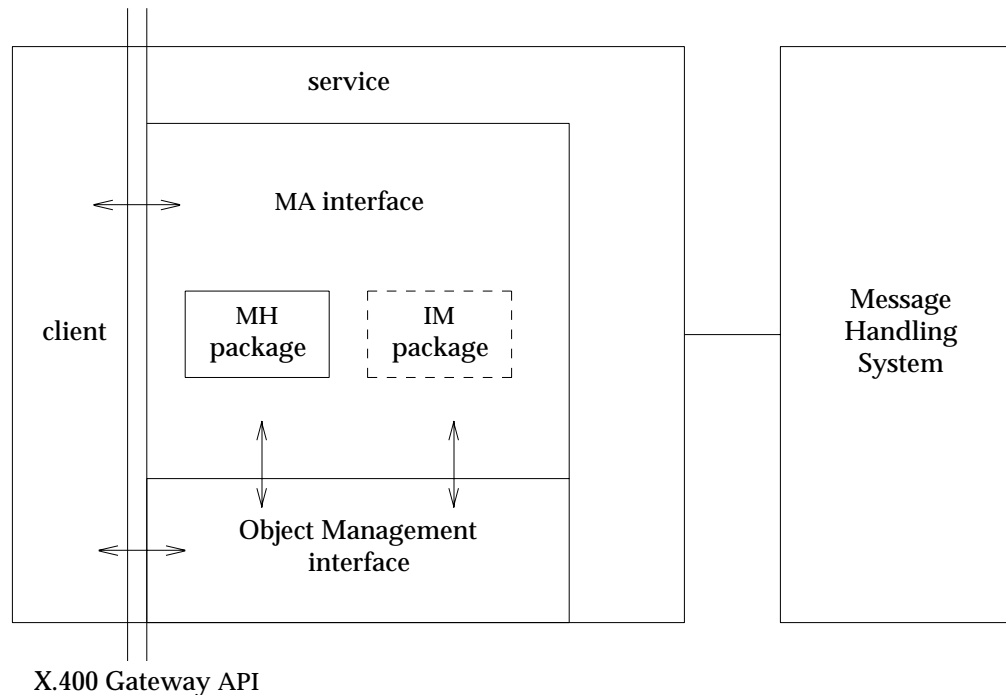 service
MA interface
MH
package
IM
package
client
Message
Handling
System
Object Management
interface
X.400 Gateway API